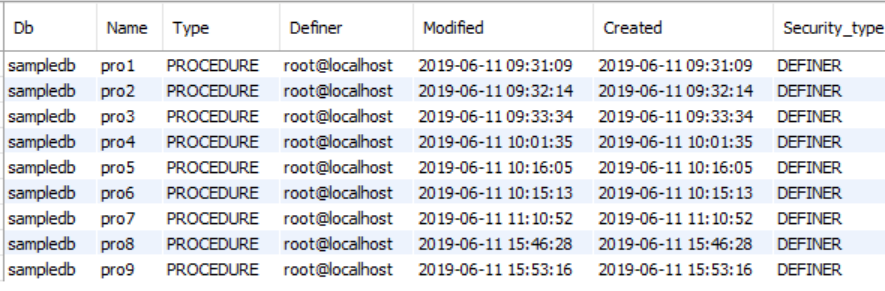 Db Name Type Definer Modified Created Security_type
sampledb pro1 PROCEDURE root@localhost 2019-06-11 09:31:09 2019-06-11 09:31:09 DEFINER
sampledb pro2 PROCEDURE root@localhost 2019-06-11 09:32:14 2019-06-11 09:32:14 DEFINER
sampledb pro3 PROCEDURE root@localhost 2019-06-11 09:33:34 2019-06-11 09:33:34 DEFINER
sampledb pro4 PROCEDURE root@localhost 2019-06-11 10:01:35 2019-06-11 10:01:35 DEFINER
sampledb pro5 PROCEDURE root@localhost 2019-06-11 10:16:05 2019-06-11 10:16:05 DEFINER
sampledb pro6 PROCEDURE root@localhost 2019-06-11 10:15:13 2019-06-11 10:15:13 DEFINER
sampledb pro7 PROCEDURE root@localhost 2019-06-11 11:10:52 2019-06-11 11:10:52 DEFINER
sampledb pro8 PROCEDURE root@localhost 2019-06-11 15:46:28 2019-06-11 15:46:28 DEFINER
sampledb pro9 PROCEDURE root@localhost 2019-06-11 15:53:16 2019-06-11 15:53:16 DEFINER